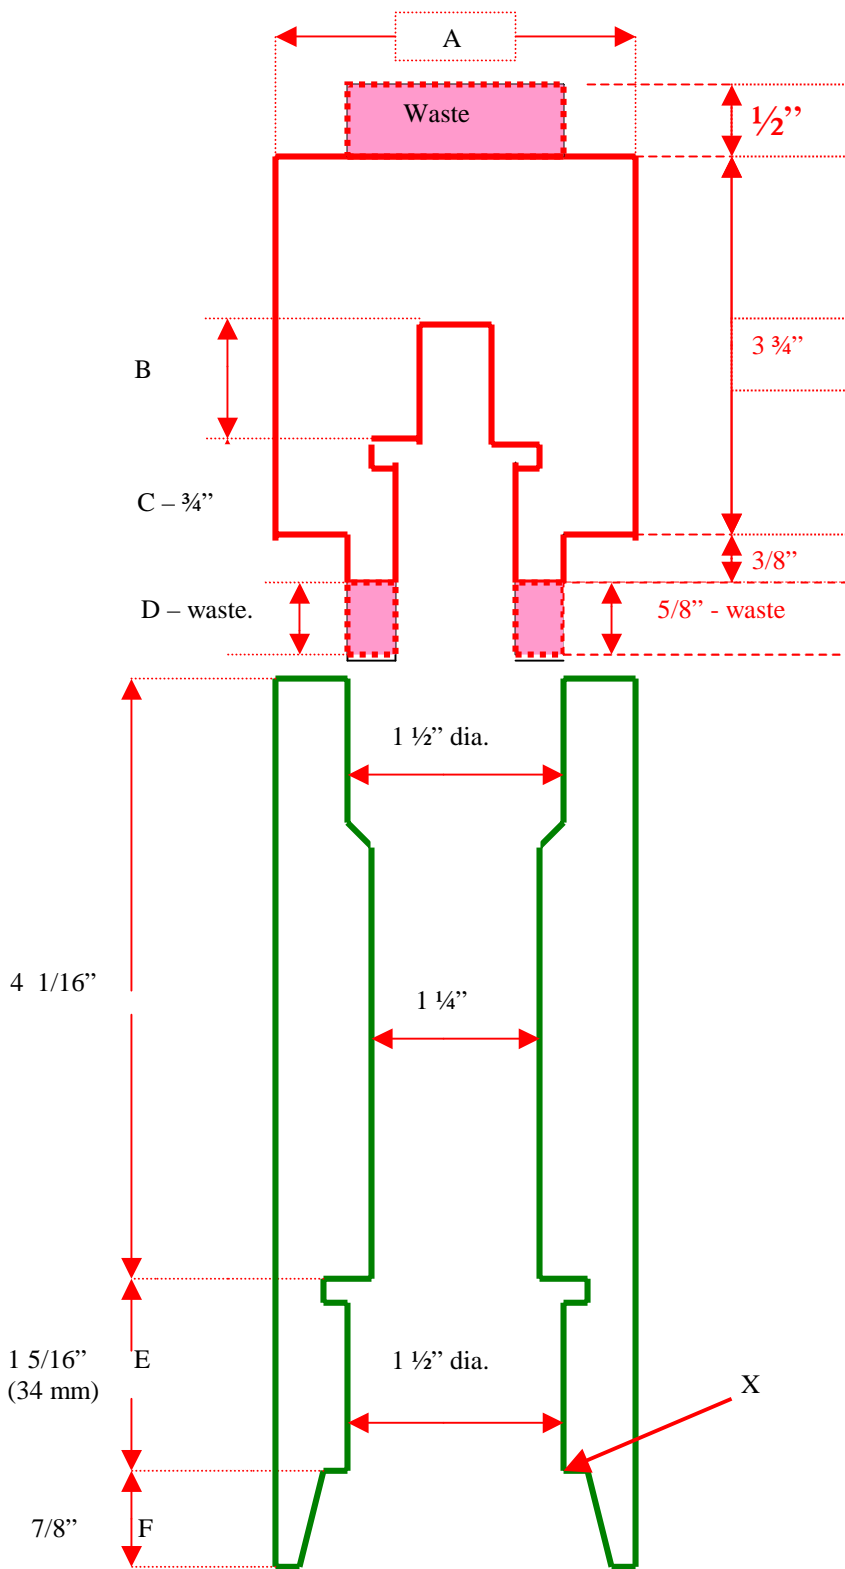 A
Waste
½”
B
3 ¾”
C – ¾”
3/8”
D – waste.
5/8” - waste
1 ½” dia.
4 1/16”
1 ¼”
1 5/16”
(34 mm)
E
1 ½” dia.
X
7/8”
F